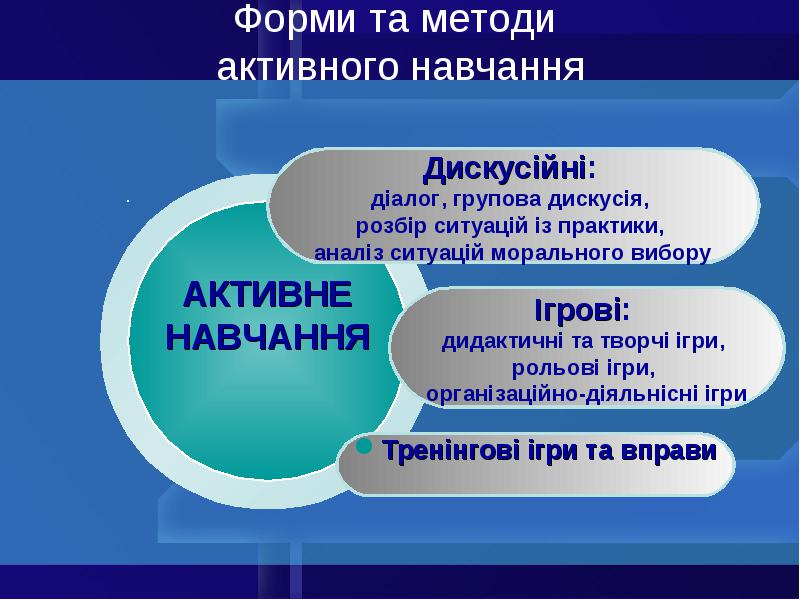 Форми та методи
активного навчання
Дискусійні:
діалог, групова дискусія,
розбір ситуацій із практики,
аналіз ситуацій морального вибору
АКТИВНЕ
НАВЧАННЯ
Ігрові:
дидактичні та творчі ігри,
рольові ігри,
організаційно-діяльнісні ігри
Тренінгові ігри та вправи